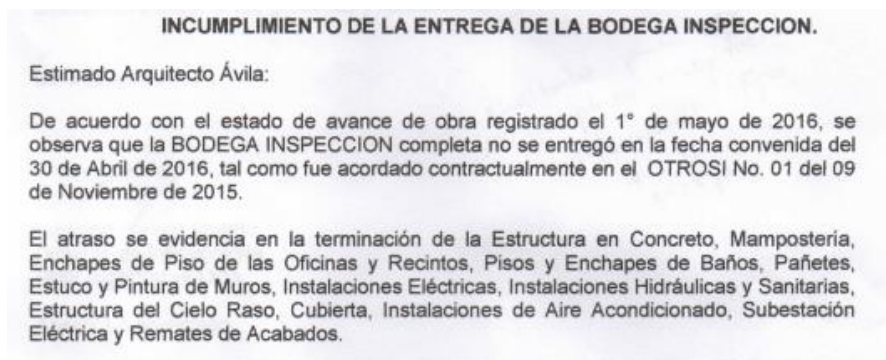 INCUMPLIMIENTO DE LA ENTREGA DE LA BODEGA INSPECCION.
Estimado Arquitecto Ávila:
De acuerdo con el estado de avance de obra registrado el 1° de mayo de 2016, se
observa que la BODEGA INSPECCION completa no se entregó en la fecha convenida del
30 de Abril de 2016, tal como fue acordado contractualmente en el OTROSI No. 01 del 09
de Noviembre de 2015.
El atraso se evidencia en la terminación de la Estructura en Concreto, Mampostería,
Enchapes de Piso de las Oficinas y Recintos, Pisos y Enchapes de Baños, Pañetes,
Estuco y Pintura de Muros, Instalaciones Eléctricas, Instalaciones Hidráulicas y Sanitarias,
Estructura del Cielo Raso, Cubierta, Instalaciones de Aire Acondicionado, Subestación
Eléctrica y Remates de Acabados.